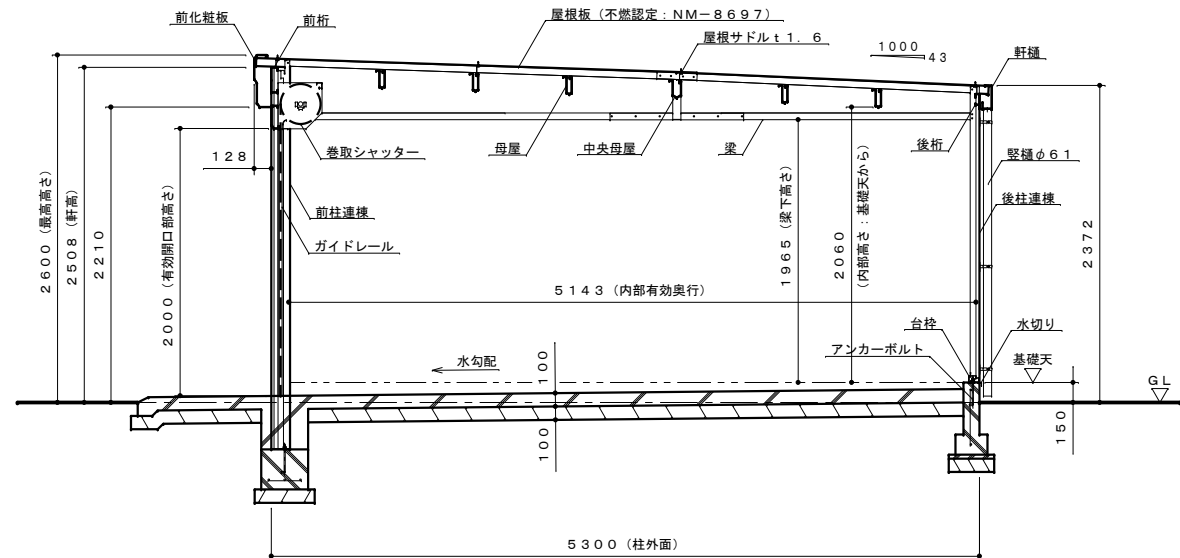 前化粧板
前桁
屋根板（不燃認定：ＮＭ－８６９７）
屋根サドルｔ１．６
１０００
４３
軒樋
巻取シャッター
母屋
中央母屋
梁
後桁
竪樋φ６１
１２８
前柱連棟
後柱連棟
ガイドレール
２６００（最高高さ）
２５０８（軒高）
２２１０
２０００（有効開口部高さ）
１９６５（梁下高さ）
２０６０
（内部高さ：基礎天から）
２３７２
５１４３（内部有効奥行）
台枠
水切り
アンカーボルト
基礎天
水勾配
１００
１００
ＧＬ
１５０
５３００（柱外面）